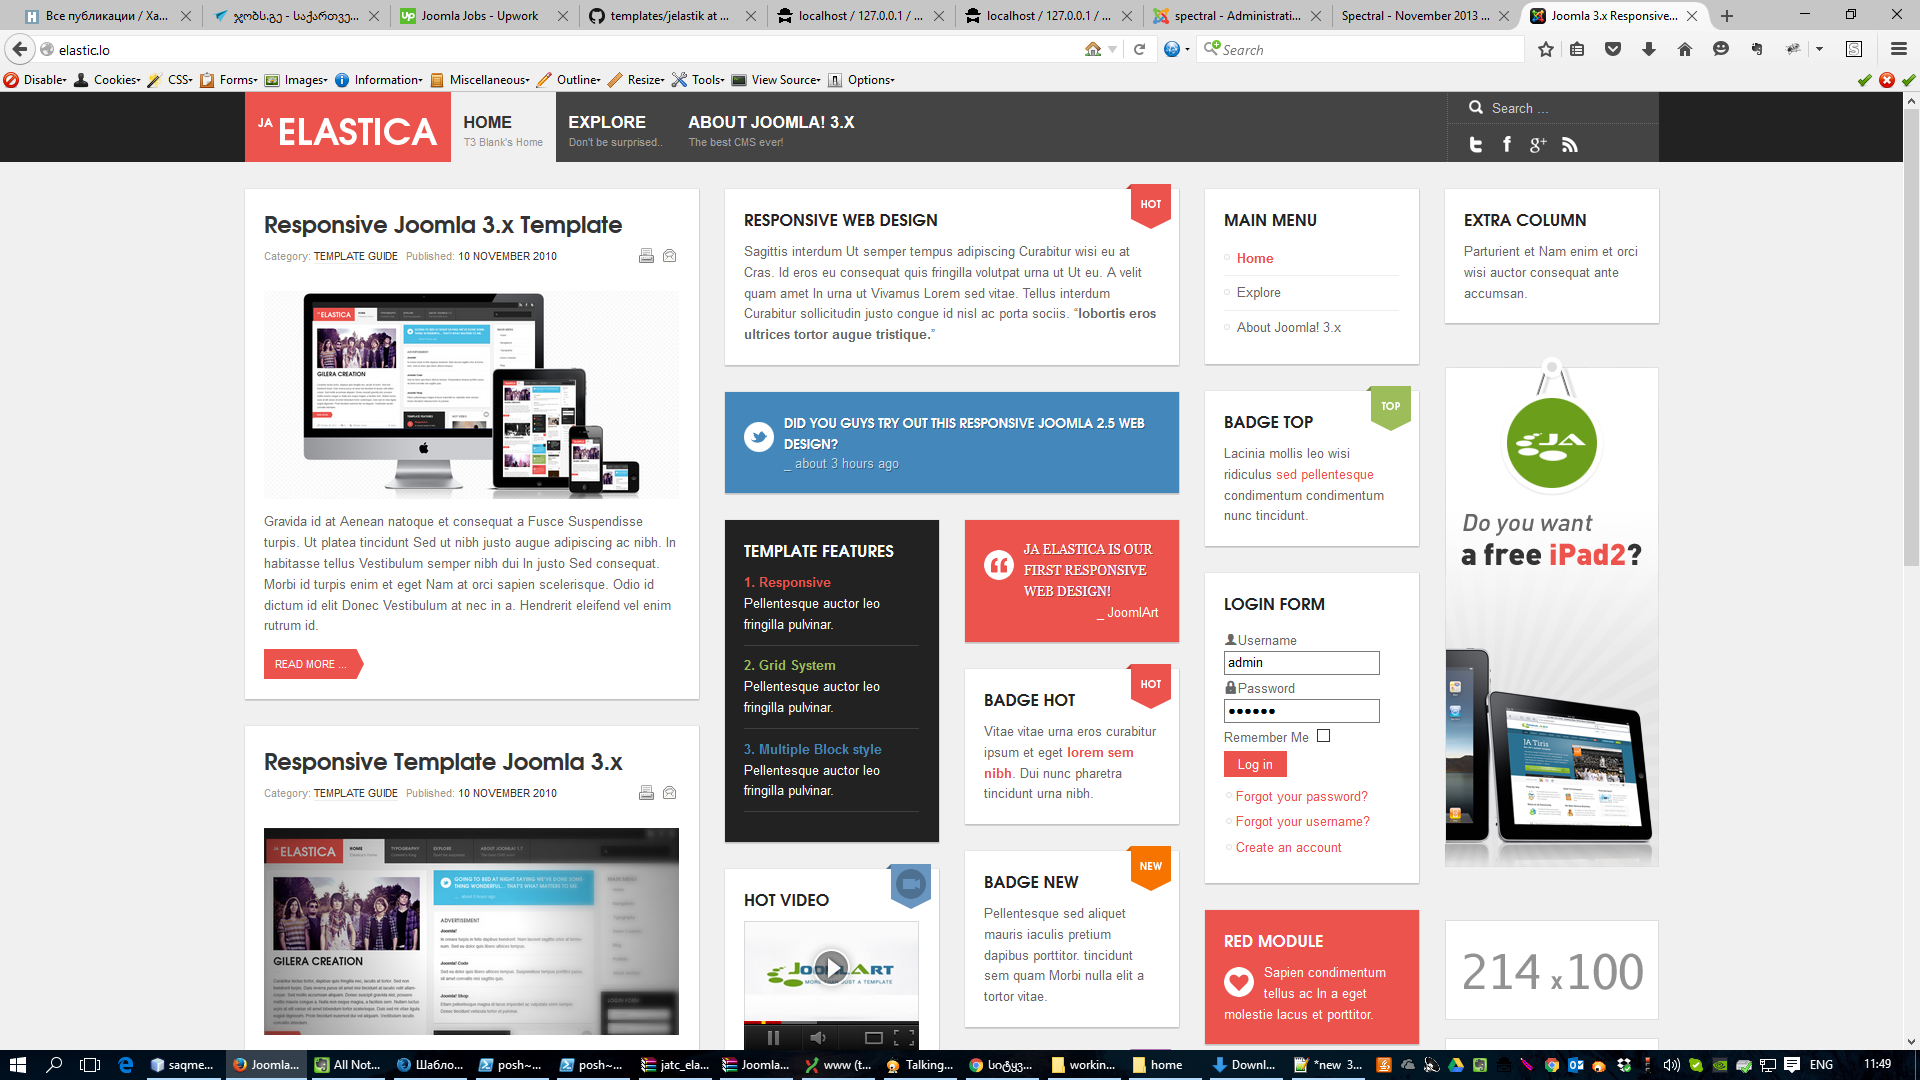 Все публикации / Ха...
ჯობს.გე - საქართვე...
Joomla Jobs - Upwork
templates/jelastik at ...
localhost / 127.0.0.1 / ...
localhost / 127.0.0.1 / ...
spectral - Administrati...
Spectral - November 2013 ...
Joomla 3.x Responsive...
elastic.lo
Search
Disable
Cookies
CSS
Forms
Images
Information
Miscellaneous
Outline
Resize
Tools
View Source
Options
JA ELASTICA
HOME
T3 Blank's Home
EXPLORE
Don't be surprised..
ABOUT JOOMLA! 3.X
The best CMS ever!
Search ...
Responsive Joomla 3.x Template
Category: TEMPLATE GUIDE Published: 10 NOVEMBER 2010
Gravida id at Aenean natoque et consequat a Fusce Suspendisse
turpis. Ut platea tincidunt Sed ut nibh justo augue adipiscing ac nibh. In
habitasse tellus Vestibulum semper nibh dui In justo Sed consequat.
Morbi id turpis enim et eget Nam at orci sapien scelerisque. Odio id
dictum id elit Donec Vestibulum at nec in a. Hendrerit eleifend vel enim
rutrum id.
READ MORE ...
Responsive Template Joomla 3.x
Category: TEMPLATE GUIDE Published: 10 NOVEMBER 2010
ELASTICA
GILERA CREATION
ADVERTISEMENT
HOT
RESPONSIVE WEB DESIGN
Sagittis interdum Ut semper tempus adipiscing Curabitur wisi eu at
Cras. Id eros eu consequat quis fringilla volutpat urna ut Ut eu. A velit
quam amet In urna ut Vivamus Lorem sed vitae. Tellus interdum
Curabitur sollicitudin justo congue id nisl ac porta sociis. “lobortis eros
ultrices tortor augue tristique.”
DID YOU GUYS TRY OUT THIS RESPONSIVE JOOMLA 2.5 WEB
DESIGN?
_ about 3 hours ago
TEMPLATE FEATURES
1. Responsive
Pellentesque auctor leo
fringilla pulvinar.
2. Grid System
Pellentesque auctor leo
fringilla pulvinar.
3. Multiple Block style
Pellentesque auctor leo
fringilla pulvinar.
HOT VIDEO
JOOMLART
MORE THAN JUST A TEMPLATE
JA ELASTICA IS OUR
FIRST RESPONSIVE
WEB DESIGN!
_ JoomlArt
HOT
BADGE HOT
Vitae vitae urna eros curabitur
ipsum et eget lorem sem
nibh. Dui nunc pharetra
tincidunt urna nibh.
NEW
BADGE NEW
Pellentesque sed aliquet
mauris iaculis pretium
dapibus porttitor. tincidunt
sem quam Morbi nulla elit a
tortor vitae.
MAIN MENU
Home
Explore
About Joomla! 3.x
TOP
BADGE TOP
Lacinia mollis leo wisi
ridiculus sed pellentesque
condimentum condimentum
nunc tincidunt.
LOGIN FORM
Username
admin
Password
Remember Me
Log in
Forgot your password?
Forgot your username?
Create an account
RED MODULE
Sapien condimentum
tellus ac In a eget
molestie lacus et porttitor.
EXTRA COLUMN
Parturient et Nam enim et orci
wisi auctor consequat ante
accumsan.
JA
Do you want
a free iPad2?
214 x 100
saqme...
Joomla...
All Not...
Шабло...
posh~...
posh~...
jatc_ela...
Joomla...
www (t...
Talking...
სიტყვ...
workin...
home
Downl...
*new 3...
ENG
11:49